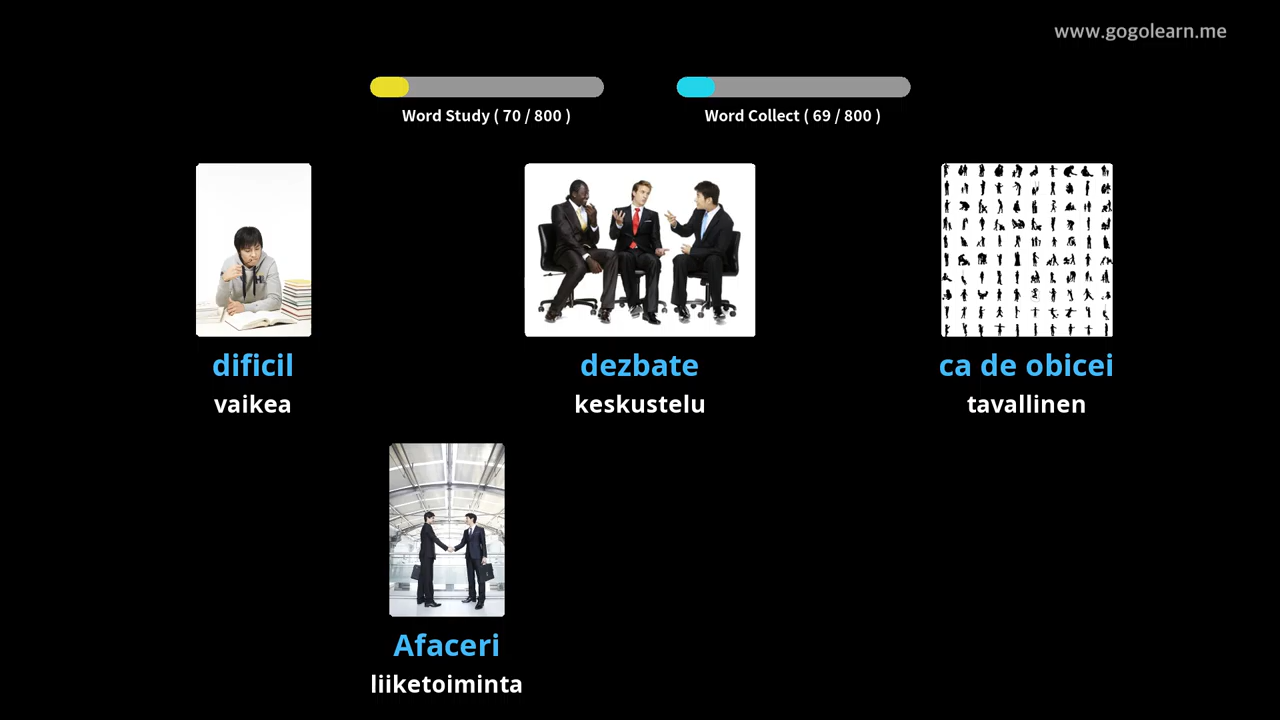 www.gogolearn.me
Word Study ( 70 / 800 )
Word Collect ( 69 / 800 )
dificil
dezbate
ca de obicei
vaikea
keskustelu
tavallinen
Afaceri
liiketoiminta